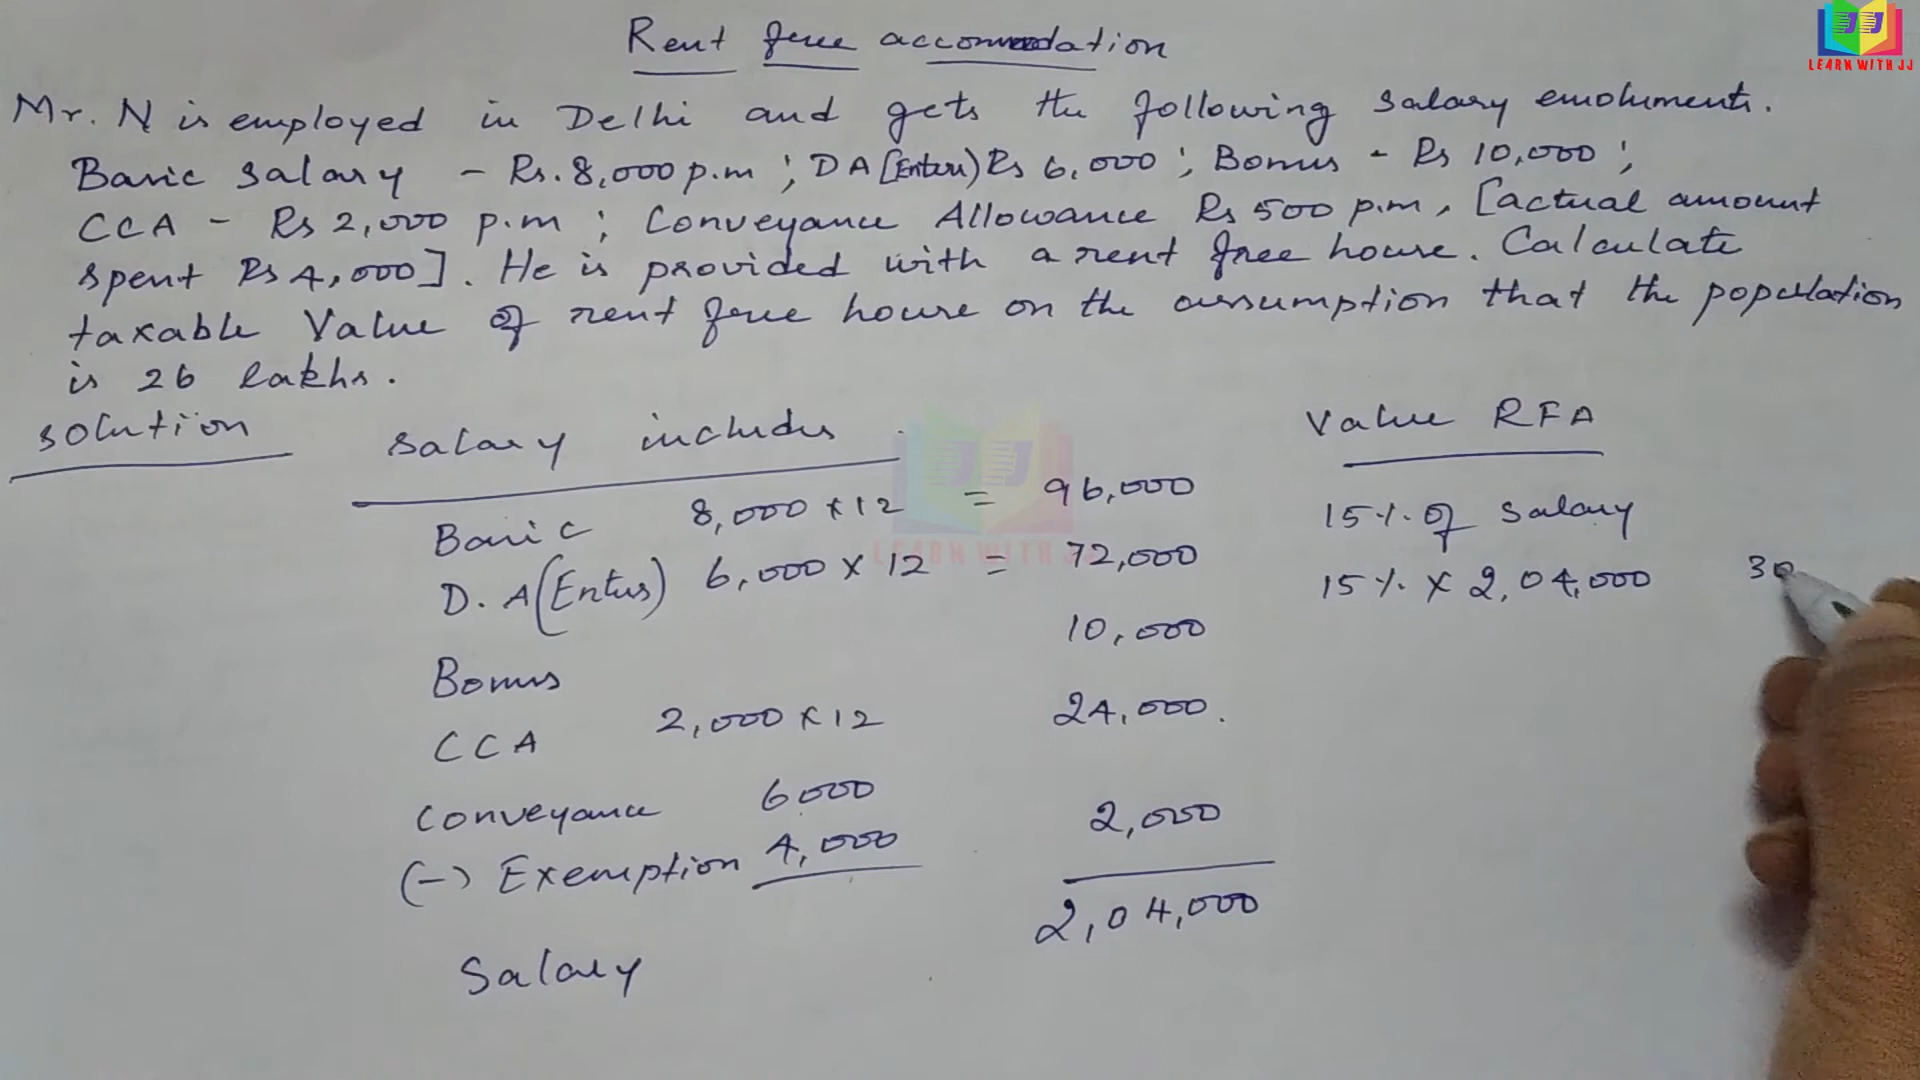 Rent free accommodation
LEARN WITH JJ
Mr. N is employed in Delhi and gets the following salary emoluments.
Basic salary - Rs. 8,000 p.m ; DA [Enters) Rs 6,000 ; Bonus - Rs 10,000 ;
CCA - Rs 2,000 p.m ; Conveyance Allowance Rs 500 p.m, [actual amount
spent Rs 4,000]. He is provided with a rent free house. Calculate
taxable Value of rent free house on the assumption that the population
is 26 lakhs.
solution
salary includes
Basic 8,000 x 12 = 96,000
D.A (Enters) 6,000 x 12 = 72,000
Bonus 10,000
CCA 2,000 x 12 24,000.
Conveyance 6000
(-) Exemption 4,000 2,000
Salary 2,04,000
Value RFA
15% of salary
15% x 2,04,000 30
LEARN WITH JJ